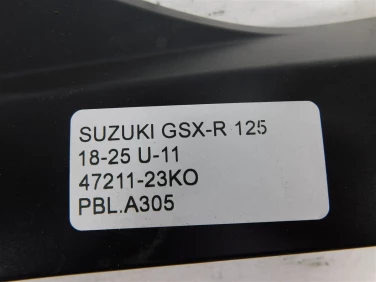 SUZUKI GSX-R 125
18-25 U-11
47211-23KO
PBL.A305